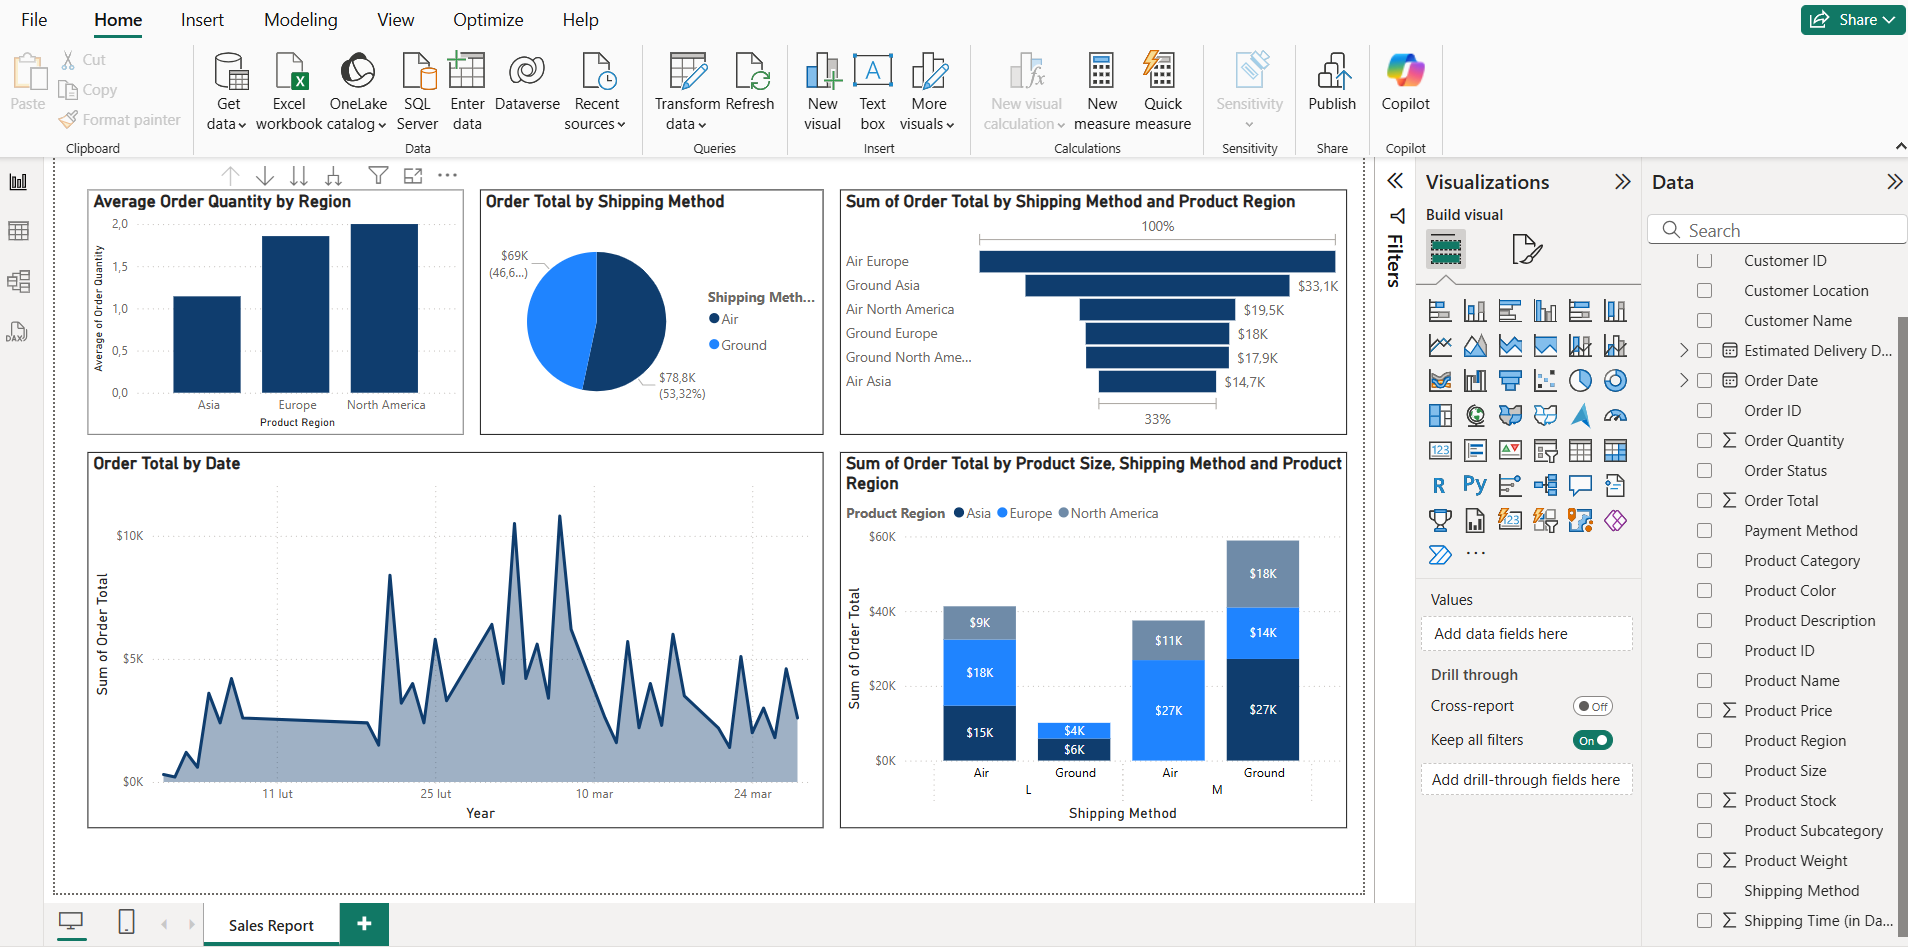 File Home Insert Modeling View Optimize Help Share
Paste
Cut
Copy
Format painter
Clipboard
Get data
Excel workbook
OneLake catalog
SQL Server
Enter data
Dataverse
Recent sources
Data
Transform data
Refresh
Queries
New visual
Text box
More visuals
Insert
New visual calculation
New measure
Quick measure
Calculations
Sensitivity
Sensitivity
Publish
Share
Copilot
Copilot
DAX
Average Order Quantity by Region
Average of Order Quantity
2,0
1,5
1,0
0,5
0,0
Asia Europe North America
Product Region
Order Total by Shipping Method
$69K
(46,6...)
$78,8K
(53,32%)
Shipping Meth...
Air
Ground
Sum of Order Total by Shipping Method and Product Region
100%
Air Europe
Ground Asia $33,1K
Air North America $19,5K
Ground Europe $18K
Ground North Ame... $17,9K
Air Asia $14,7K
33%
Order Total by Date
Sum of Order Total
$10K
$5K
$0K
11 lut 25 lut 10 mar 24 mar
Year
Sum of Order Total by Product Size, Shipping Method and Product
Region
Product Region Asia Europe North America
Sum of Order Total
$60K
$40K
$20K
$0K
$9K
$18K
$15K
$4K
$6K
$11K
$27K
$18K
$14K
$27K
Air Ground Air Ground
L M
Shipping Method
Filters
Visualizations
Build visual
123
R
Py
123
Values
Add data fields here
Drill through
Cross-report Off
Keep all filters On
Add drill-through fields here
Data
Search
Customer ID
Customer Location
Customer Name
Estimated Delivery D...
Order Date
Order ID
Order Quantity
Order Status
Order Total
Payment Method
Product Category
Product Color
Product Description
Product ID
Product Name
Product Price
Product Region
Product Size
Product Stock
Product Subcategory
Product Weight
Shipping Method
Shipping Time (in Da...
Sales Report